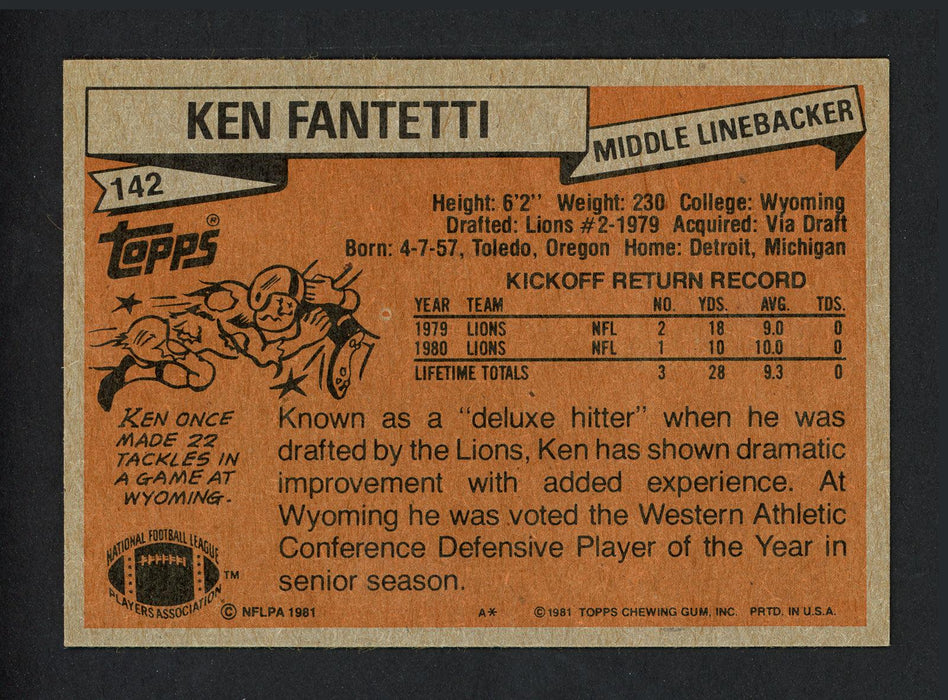 KEN FANTETTI
MIDDLE LINEBACKER
142
TOPPS®
Height: 6'2'' Weight: 230 College: Wyoming
Drafted: Lions #2-1979 Acquired: Via Draft
Born: 4-7-57, Toledo, Oregon Home: Detroit, Michigan
KICKOFF RETURN RECORD
YEAR TEAM NO. YDS. AVG. TDS.
1979 LIONS NFL 2 18 9.0 0
1980 LIONS NFL 1 10 10.0 0
LIFETIME TOTALS 3 28 9.3 0
KEN ONCE
MADE 22
TACKLES IN
A GAME AT
WYOMING.
Known as a "deluxe hitter" when he was
drafted by the Lions, Ken has shown dramatic
improvement with added experience. At
Wyoming he was voted the Western Athletic
Conference Defensive Player of the Year in
senior season.
NATIONAL FOOTBALL LEAGUE
PLAYERS ASSOCIATION
TM
© NFLPA 1981
A*
© 1981 TOPPS CHEWING GUM, INC. PRTD. IN U.S.A.